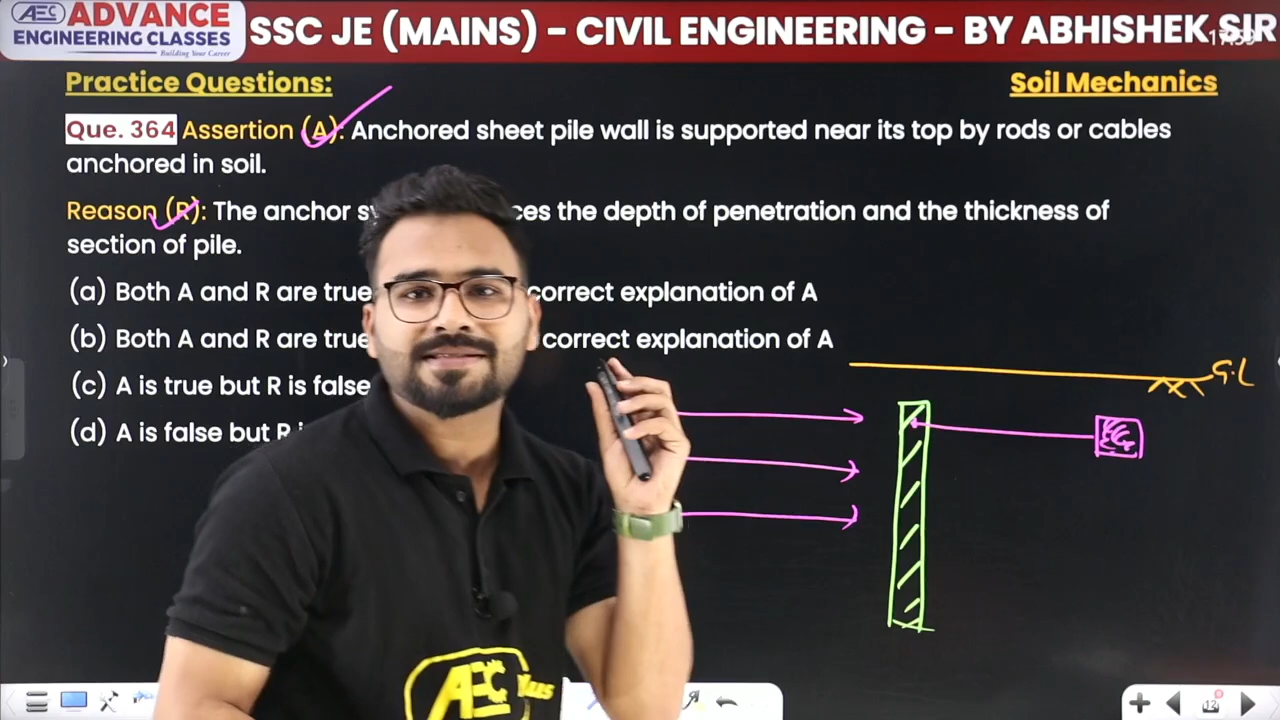 AEC ADVANCE
ENGINEERING CLASSES
Building Your Career
SSC JE (MAINS) - CIVIL ENGINEERING - BY ABHISHEK SIR
Practice Questions:
Soil Mechanics
Que. 364 Assertion (A): Anchored sheet pile wall is supported near its top by rods or cables
anchored in soil.
Reason (R): The anchor ces the depth of penetration and the thickness of
section of pile.
(a) Both A and R are true correct explanation of A
(b) Both A and R are true correct explanation of A
(c) A is true but R is false
(d) A is false but R
G.L
AEC